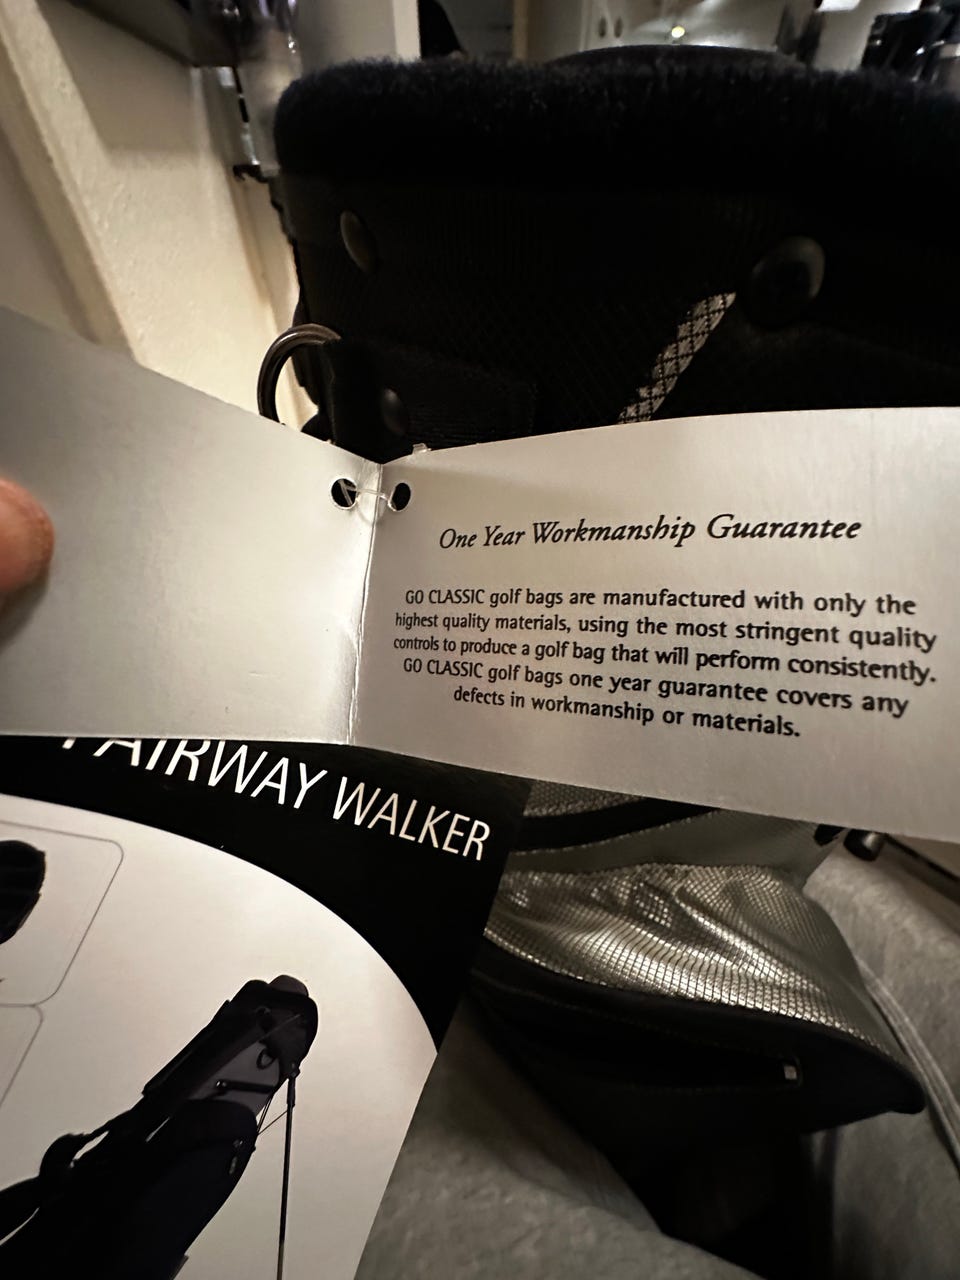 One Year Workmanship Guarantee
GO CLASSIC golf bags are manufactured with only the
highest quality materials, using the most stringent quality
controls to produce a golf bag that will perform consistently.
GO CLASSIC golf bags one year guarantee covers any
defects in workmanship or materials.
FAIRWAY WALKER